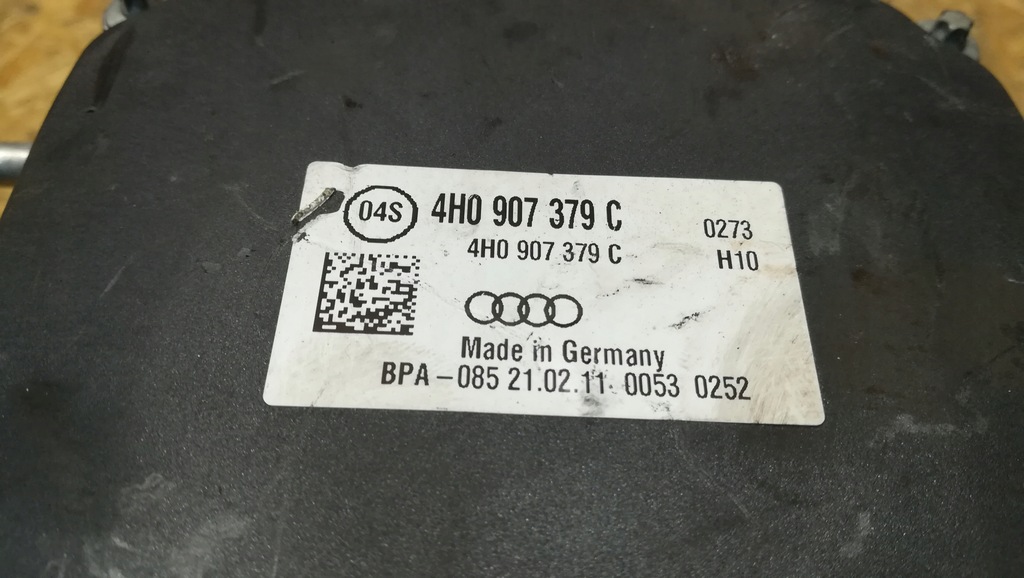 04S 4H0 907 379 C 0273
4H0 907 379 C H10
Made in Germany
BPA-085 21.02.11 0053 0252